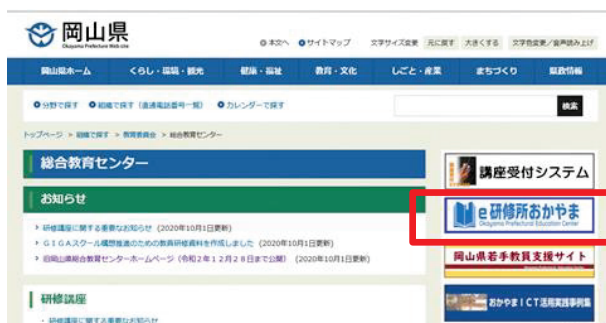 岡山県
Okayama Prefecture Web site
本文へ サイトマップ 文字サイズ変更 元に戻す 大きくする 文字色変更/音声読み上げ
岡山県ホーム くらし・環境・観光 健康・福祉 教育・文化 しごと・産業 まちづくり 県政情報
分野で探す 組織で探す(直通電話番号一覧) カレンダーで探す 検索
トップページ > 組織で探す > 教育委員会 > 総合教育センター
総合教育センター
講座受付システム
お知らせ
e研修所おかやま
Okayama Prefectural Education Center
研修講座に関する重要なお知らせ (2020年10月1日更新)
GIGAスクール構想推進のための教員研修資料を作成しました (2020年10月1日更新)
旧岡山県総合教育センターホームページ(令和2年12月28日まで公開) (2020年10月1日更新)
岡山県若手教員支援サイト
研修講座
おかやまICT活用実践事例集
研修講座に関する重要なお知らせ